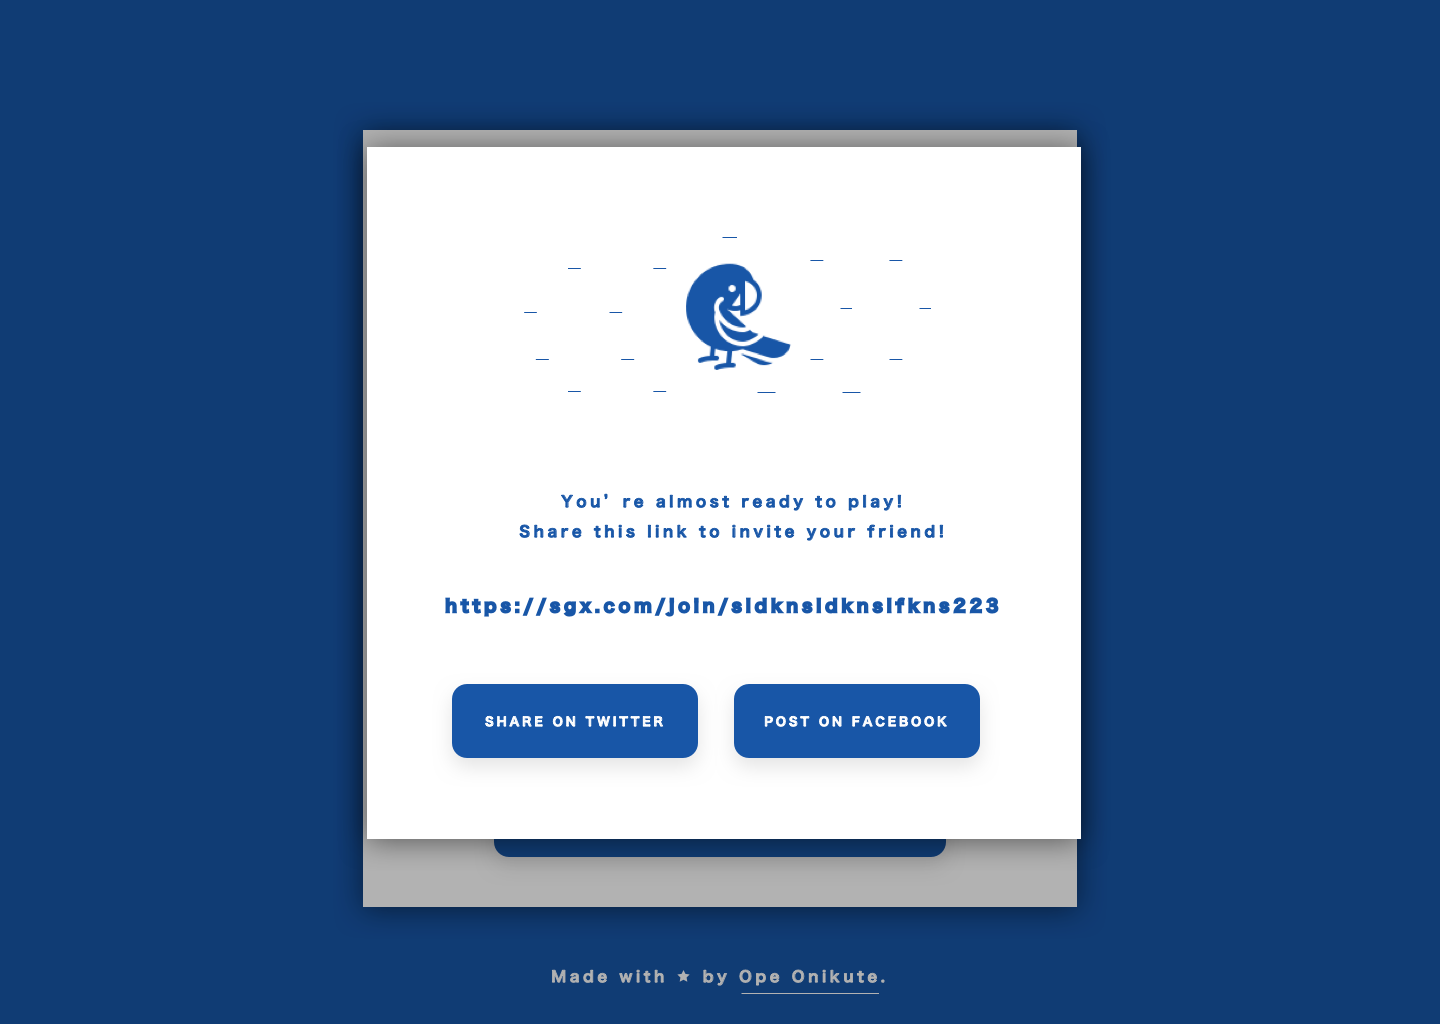 You’re almost ready to play!
Share this link to invite your friend!
https://sgx.com/join/sldknsldknslfkns223
SHARE ON TWITTER
POST ON FACEBOOK
Made with ★ by Ope Onikute.